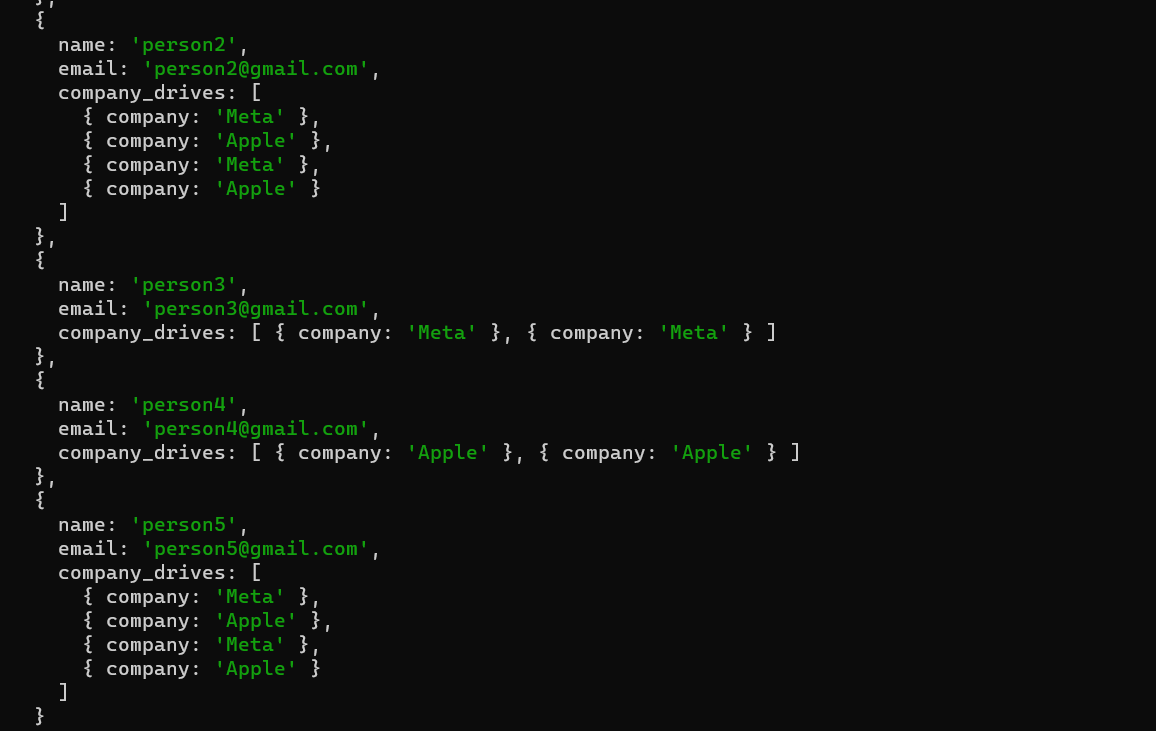 },
{
name: 'person2',
email: 'person2@gmail.com',
company_drives: [
{ company: 'Meta' },
{ company: 'Apple' },
{ company: 'Meta' },
{ company: 'Apple' }
]
},
{
name: 'person3',
email: 'person3@gmail.com',
company_drives: [ { company: 'Meta' }, { company: 'Meta' } ]
},
{
name: 'person4',
email: 'person4@gmail.com',
company_drives: [ { company: 'Apple' }, { company: 'Apple' } ]
},
{
name: 'person5',
email: 'person5@gmail.com',
company_drives: [
{ company: 'Meta' },
{ company: 'Apple' },
{ company: 'Meta' },
{ company: 'Apple' }
]
}